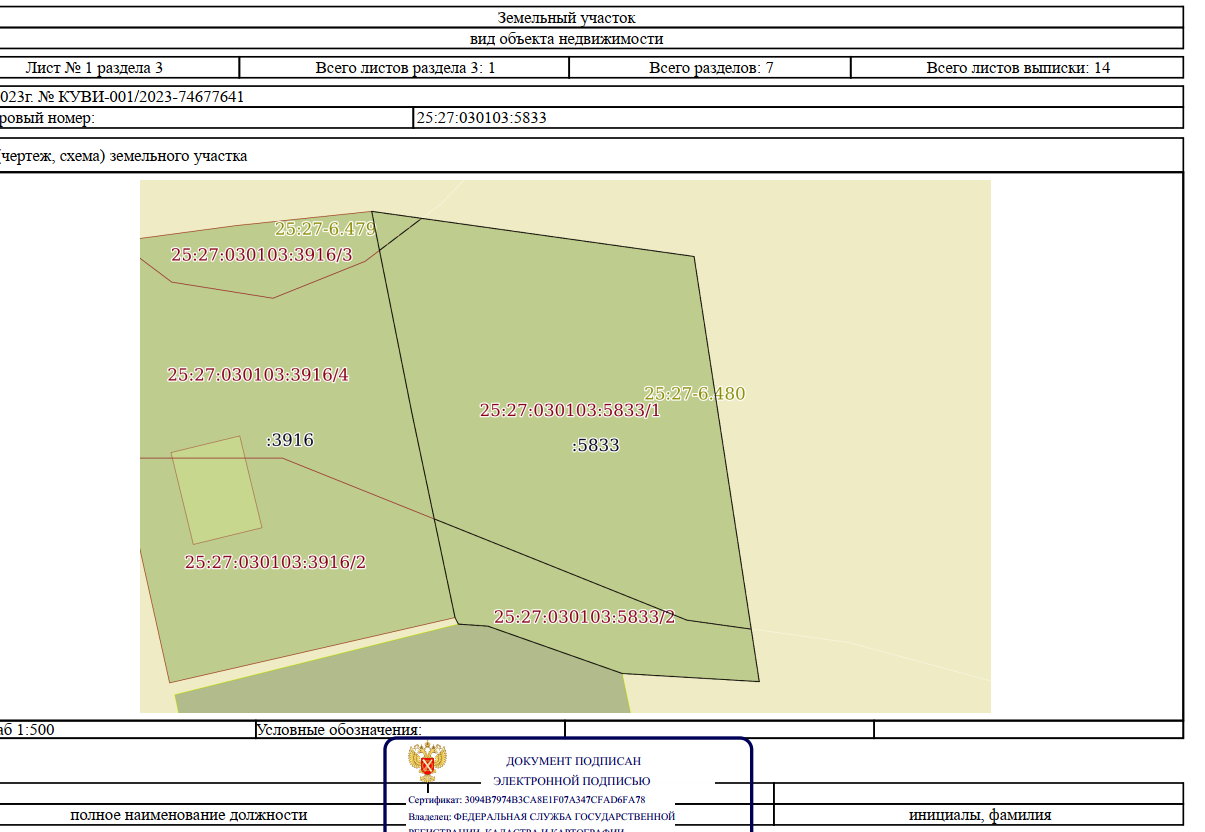 Земельный участок
вид объекта недвижимости
Лист № 1 раздела 3
Всего листов раздела 3: 1
Всего разделов: 7
Всего листов выписки: 14
023г. № КУВИ-001/2023-74677641
ровый номер:
25:27:030103:5833
(чертеж, схема) земельного участка
25:27-6.479
25:27:030103:3916/3
25:27:030103:3916/4
25:27-6.480
25:27:030103:5833/1
:3916
:5833
25:27:030103:3916/2
25:27:030103:5833/2
аб 1:500
Условные обозначения:
ДОКУМЕНТ ПОДПИСАН
ЭЛЕКТРОННОЙ ПОДПИСЬЮ
Сертификат: 3094B7974B3CA8E1F07A347CFAD6FA78
Владелец: ФЕДЕРАЛЬНАЯ СЛУЖБА ГОСУДАРСТВЕННОЙ
РЕГИСТРАЦИИ, КАДАСТРА И КАРТОГРАФИИ
полное наименование должности
инициалы, фамилия